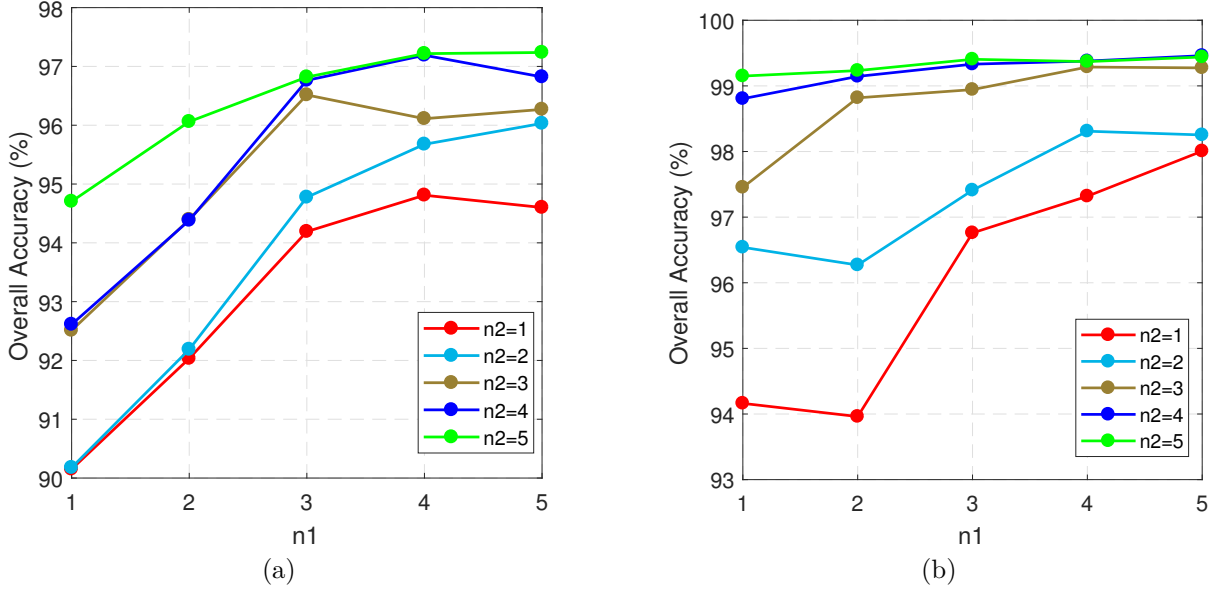 98
97
96
95
94
93
92
91
90
Overall Accuracy (%)
1 2 3 4 5
n1
n2=1
n2=2
n2=3
n2=4
n2=5
(a)
100
99
98
97
96
95
94
93
Overall Accuracy (%)
1 2 3 4 5
n1
n2=1
n2=2
n2=3
n2=4
n2=5
(b)